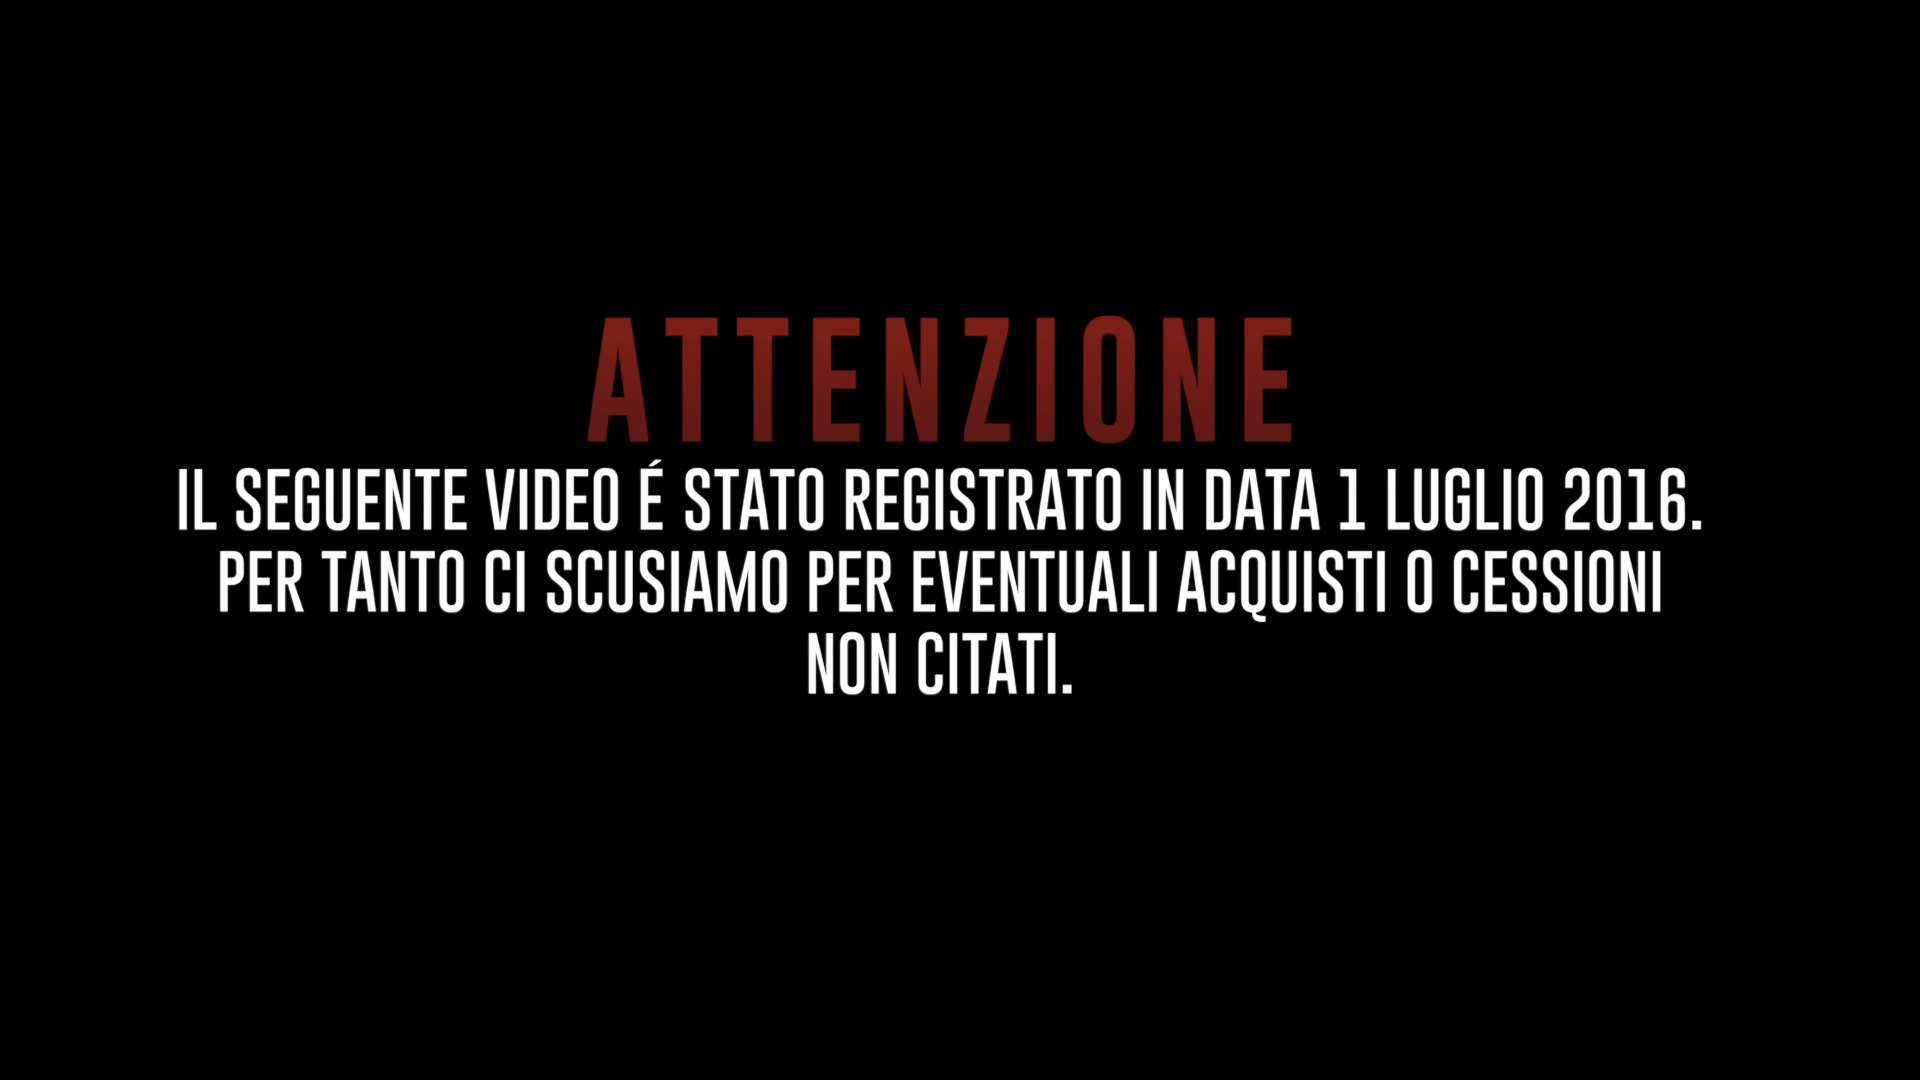 ATTENZIONE
IL SEGUENTE VIDEO É STATO REGISTRATO IN DATA 1 LUGLIO 2016.
PER TANTO CI SCUSIAMO PER EVENTUALI ACQUISTI O CESSIONI
NON CITATI.